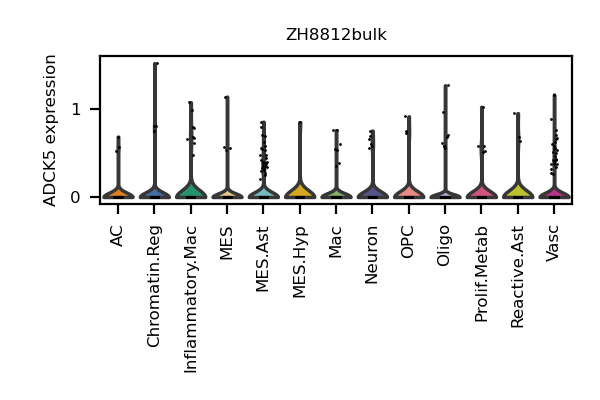 ZH8812bulk
ADCK5 expression
1
0
AC
Chromatin.Reg
Inflammatory.Mac
MES
MES.Ast
MES.Hyp
Mac
Neuron
OPC
Oligo
Prolif.Metab
Reactive.Ast
Vasc